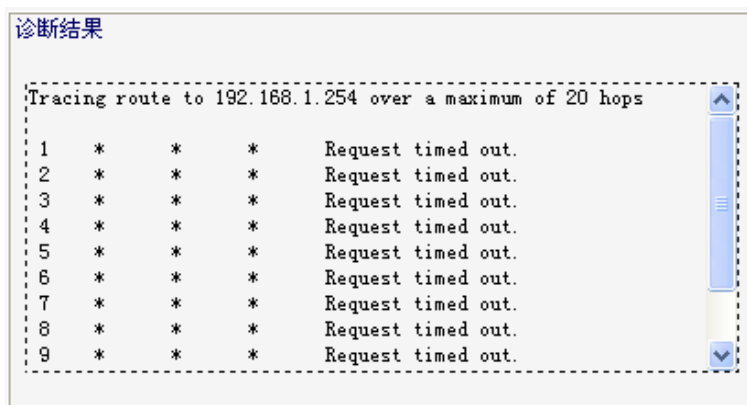 诊断结果
Tracing route to 192.168.1.254 over a maximum of 20 hops
1 * * * Request timed out.
2 * * * Request timed out.
3 * * * Request timed out.
4 * * * Request timed out.
5 * * * Request timed out.
6 * * * Request timed out.
7 * * * Request timed out.
8 * * * Request timed out.
9 * * * Request timed out.